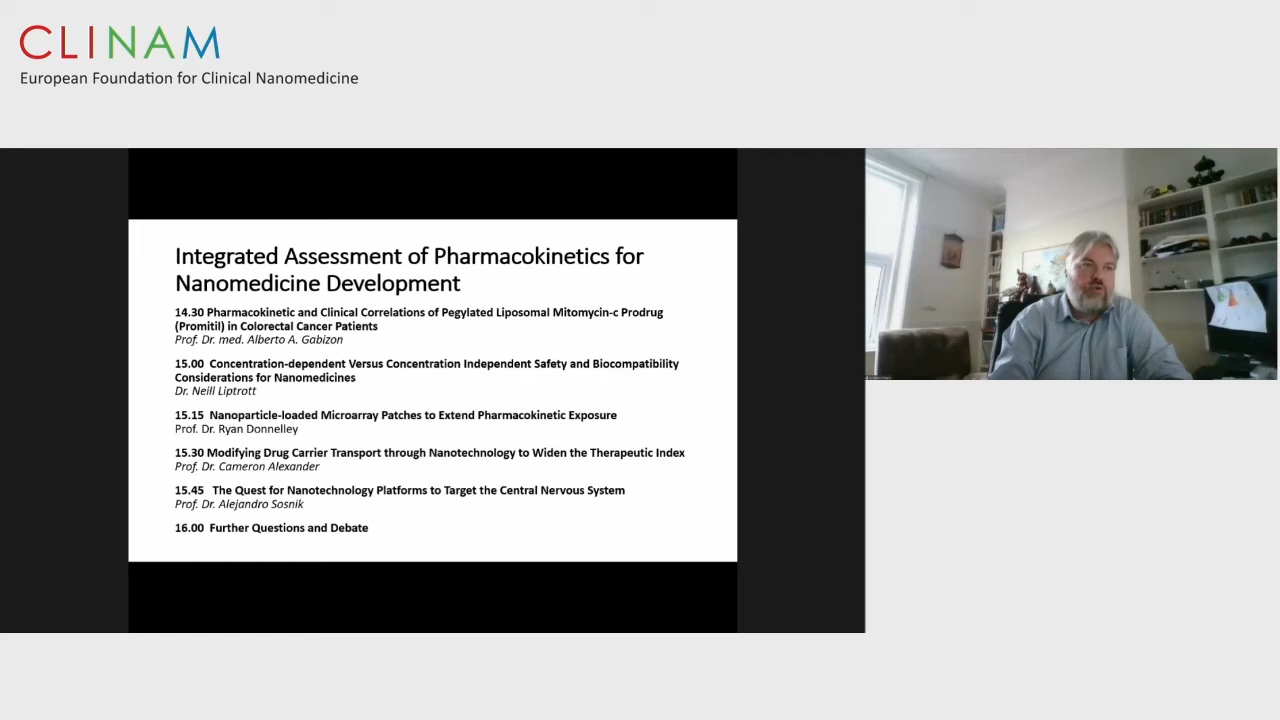 CLINAM
European Foundation for Clinical Nanomedicine
Integrated Assessment of Pharmacokinetics for
Nanomedicine Development
14.30 Pharmacokinetic and Clinical Correlations of Pegylated Liposomal Mitomycin-c Prodrug
(Promitil) in Colorectal Cancer Patients
Prof. Dr. med. Alberto A. Gabizon
15.00 Concentration-dependent Versus Concentration Independent Safety and Biocompatibility
Considerations for Nanomedicines
Dr. Neill Liptrott
15.15 Nanoparticle-loaded Microarray Patches to Extend Pharmacokinetic Exposure
Prof. Dr. Ryan Donnelley
15.30 Modifying Drug Carrier Transport through Nanotechnology to Widen the Therapeutic Index
Prof. Dr. Cameron Alexander
15.45 The Quest for Nanotechnology Platforms to Target the Central Nervous System
Prof. Dr. Alejandro Sosnik
16.00 Further Questions and Debate